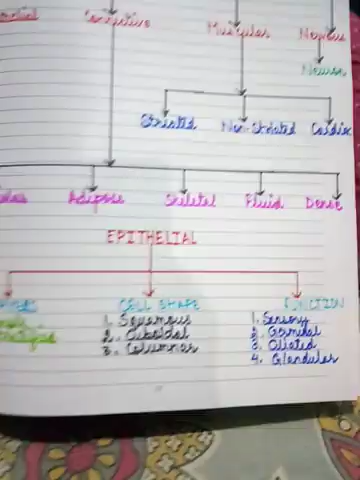 Connective Muscular Nervous
Neuron
Striated Non-Striated Cardiac
Adipose Skeletal Fluid Dense
EPITHELIAL
CELL SHAPE FUNCTION
1. Squamous
2. Cuboidal
3. Columnar
1. Sensory
2. Germinal
3. Ciliated
4. Glandular